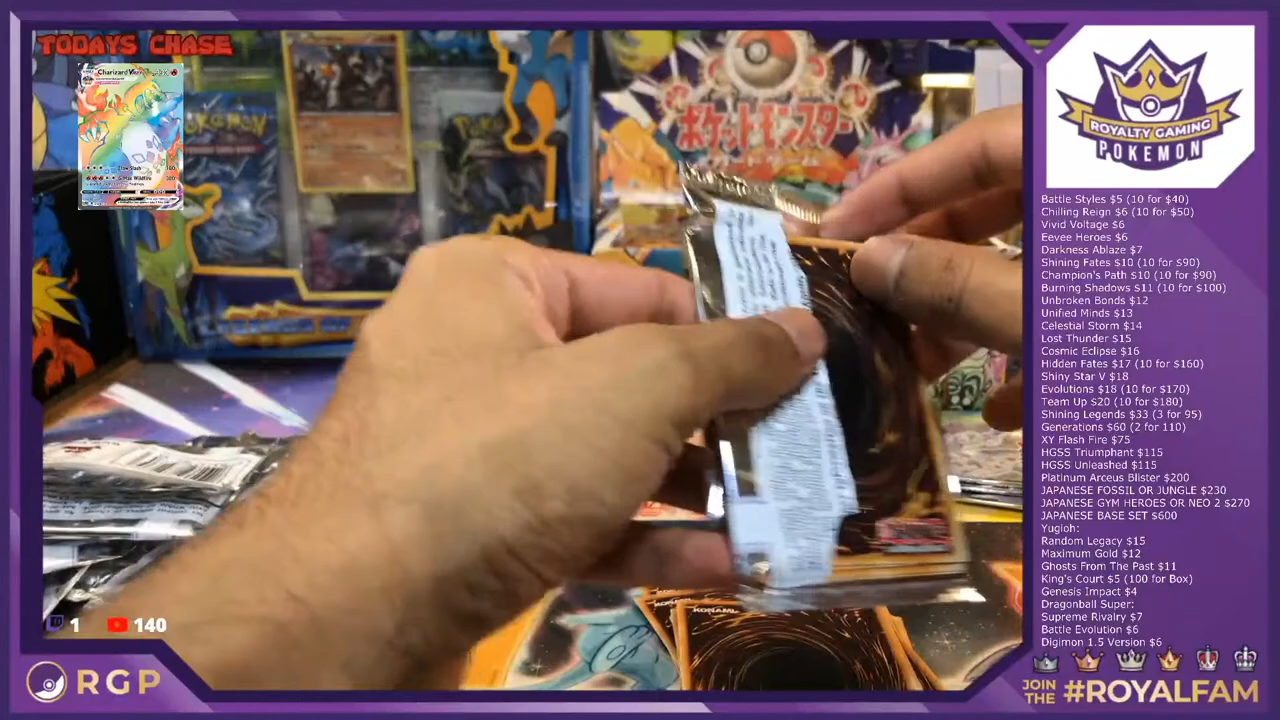 TODAYS CHASE
Charizard
POKEMON
ポケットモンスター
KONAMI
1
140
RGP
ROYALTY GAMING
POKEMON
Battle Styles $5 (10 for $40)
Chilling Reign $6 (10 for $50)
Vivid Voltage $6
Eevee Heroes $6
Darkness Ablaze $7
Shining Fates $10 (10 for $90)
Champion's Path $10 (10 for $90)
Burning Shadows $11 (10 for $100)
Unbroken Bonds $12
Unified Minds $13
Celestial Storm $14
Lost Thunder $15
Cosmic Eclipse $16
Hidden Fates $17 (10 for $160)
Shiny Star V $18
Evolutions $18 (10 for $170)
Team Up $20 (10 for $180)
Shining Legends $33 (3 for 95)
Generations $60 (2 for 110)
XY Flash Fire $75
HGSS Triumphant $115
HGSS Unleashed $115
Platinum Arceus Blister $200
JAPANESE FOSSIL OR JUNGLE $230
JAPANESE GYM HEROES OR NEO 2 $270
JAPANESE BASE SET $600
Yugioh:
Random Legacy $15
Maximum Gold $12
Ghosts From The Past $11
King's Court $5 (100 for Box)
Genesis Impact $4
Dragonball Super:
Supreme Rivalry $7
Battle Evolution $6
Digimon 1.5 Version $6
JOIN THE #ROYALFAM